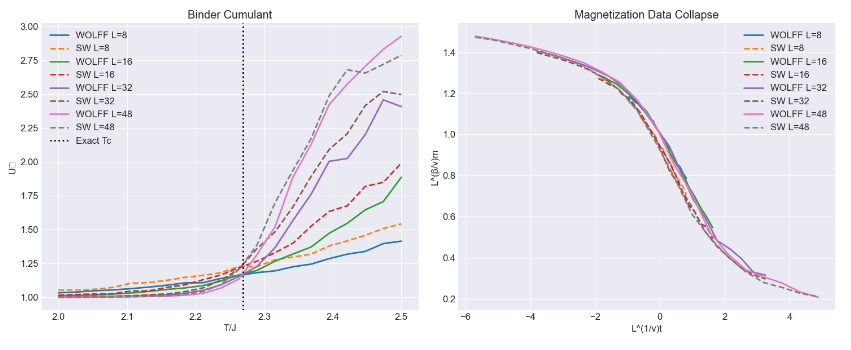 Binder Cumulant
3.00
2.75
2.50
2.25
2.00
1.75
1.50
1.25
1.00
U□
WOLFF L=8
SW L=8
WOLFF L=16
SW L=16
WOLFF L=32
SW L=32
WOLFF L=48
SW L=48
Exact Tc
2.0 2.1 2.2 2.3 2.4 2.5
T/J
Magnetization Data Collapse
1.4
1.2
1.0
0.8
0.6
0.4
0.2
L^(β/ν)m
WOLFF L=8
SW L=8
WOLFF L=16
SW L=16
WOLFF L=32
SW L=32
WOLFF L=48
SW L=48
−6 −4 −2 0 2 4
L^(1/ν)t